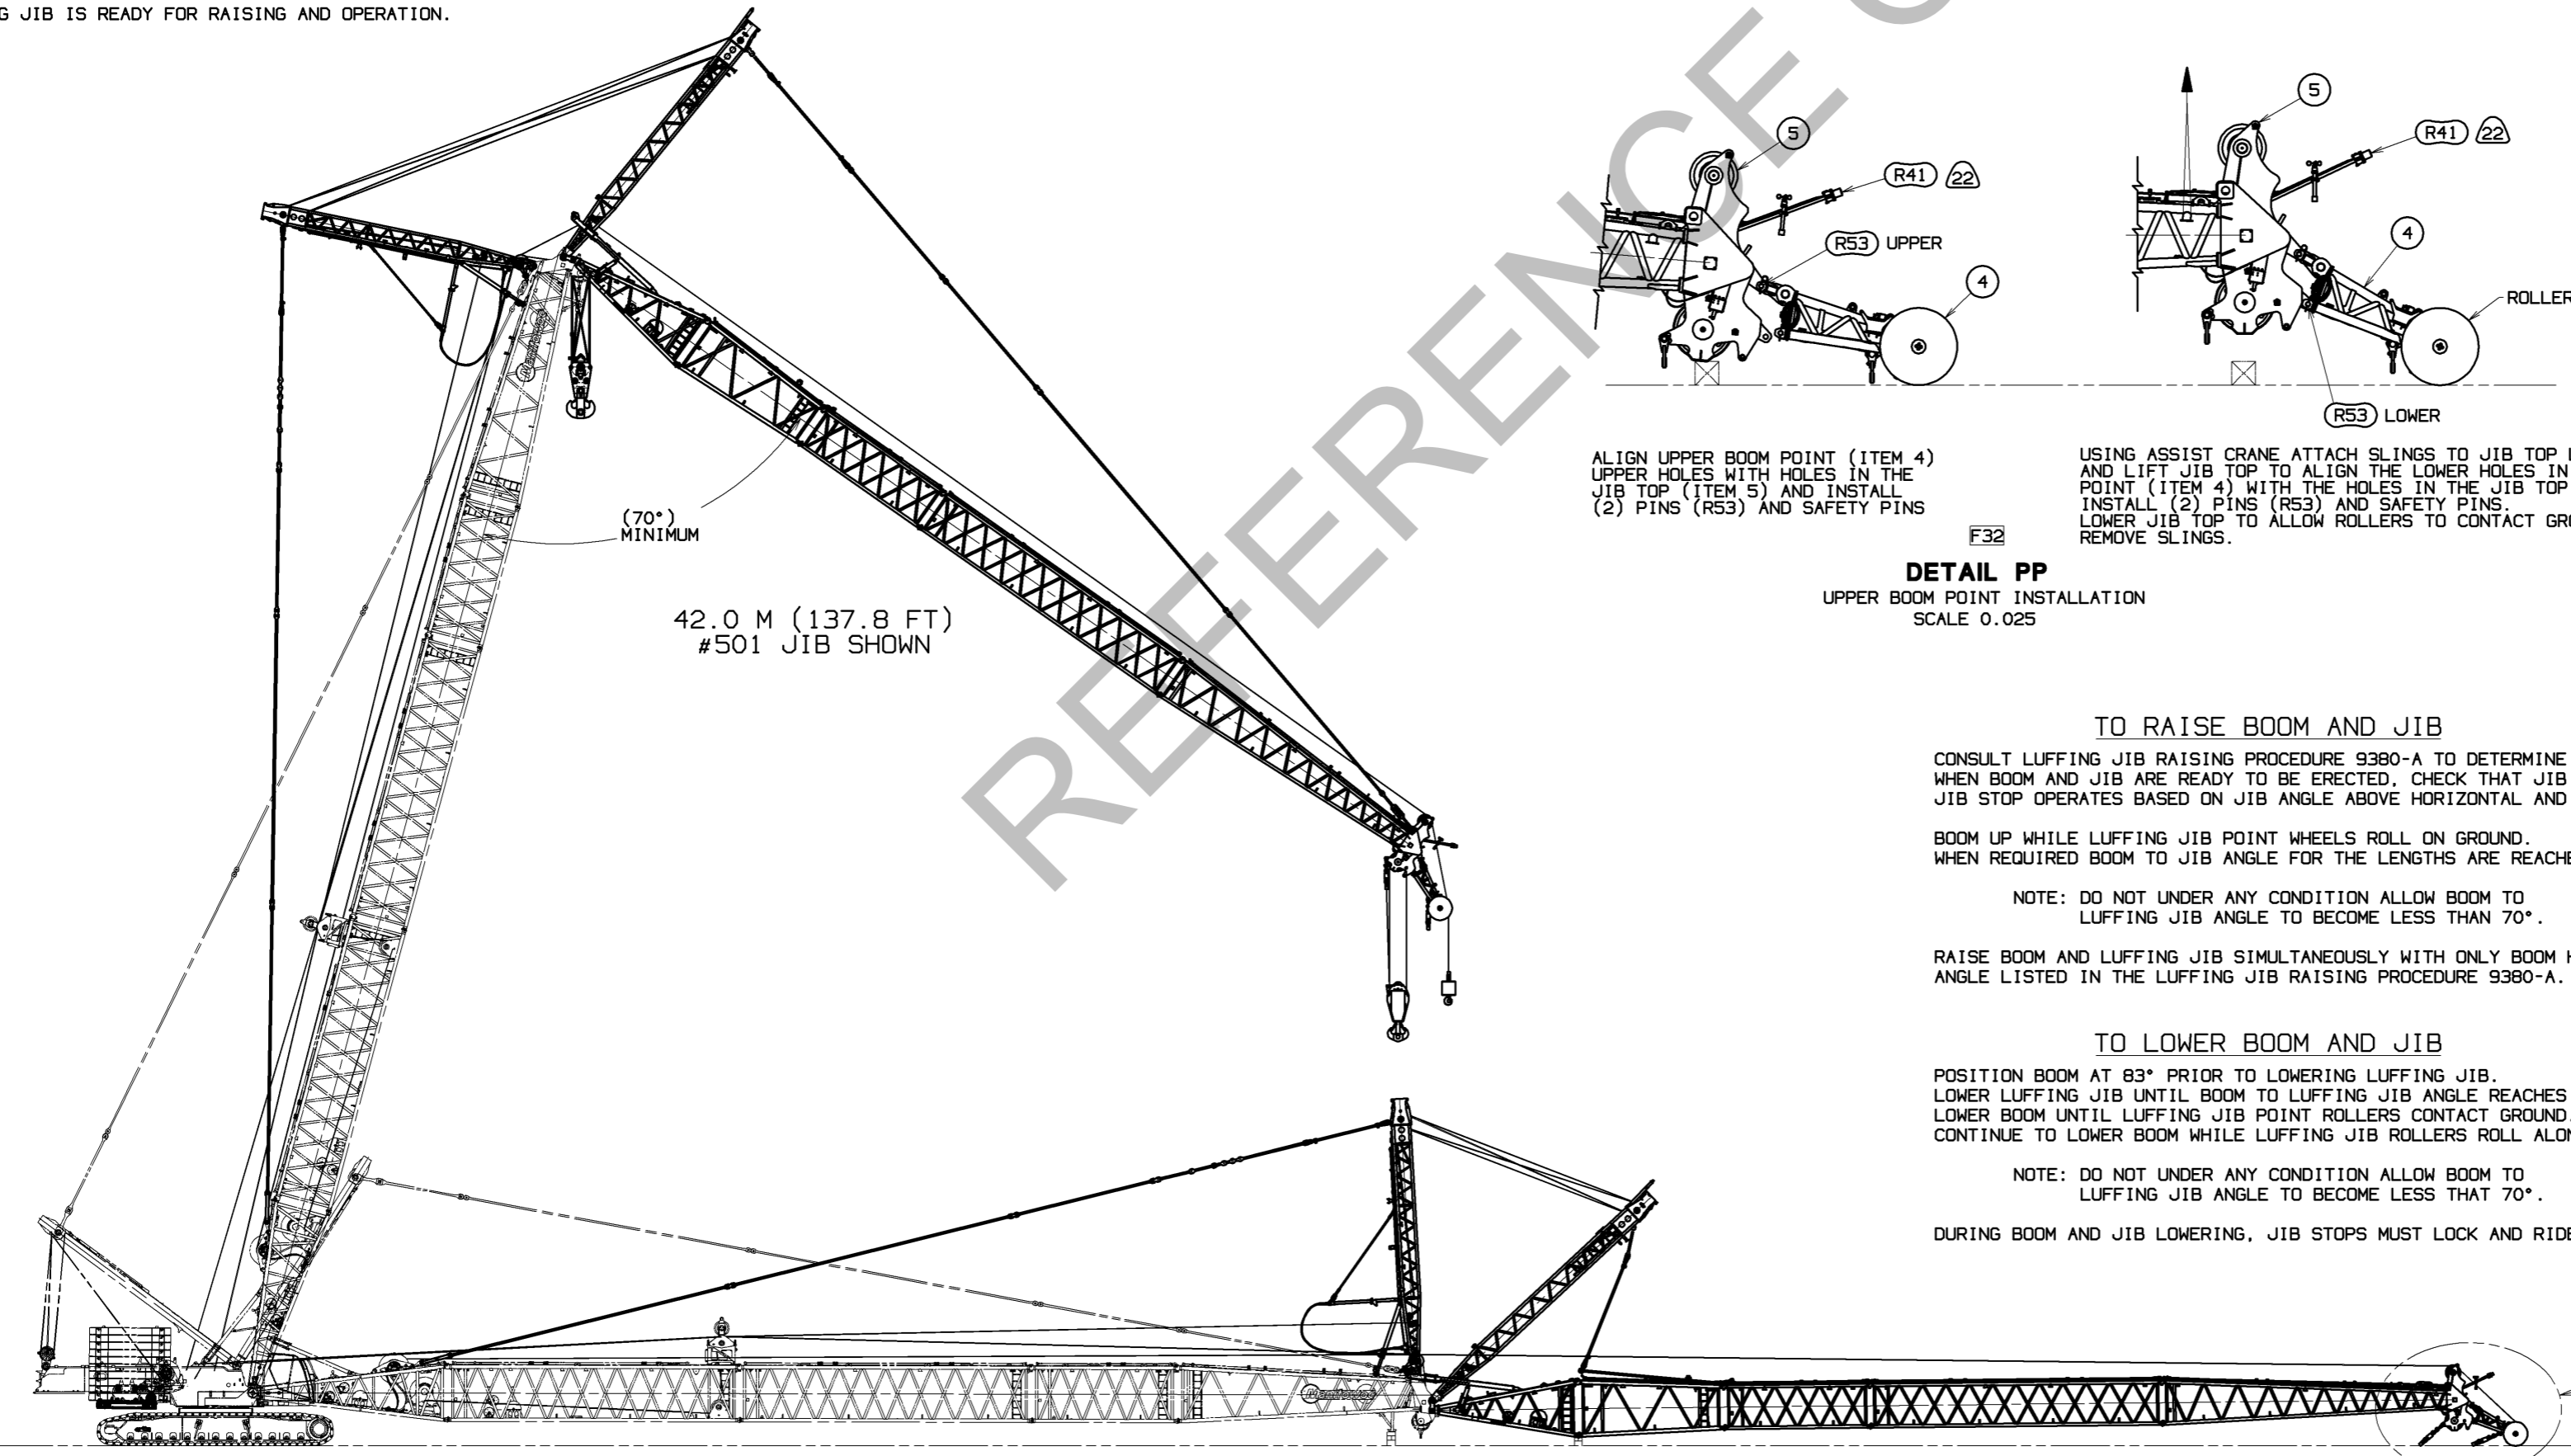 G JIB IS READY FOR RAISING AND OPERATION.
REFERENCE
5
R41 22
R53 UPPER
4
5
R41 22
4
ROLLER
R53 LOWER
ALIGN UPPER BOOM POINT (ITEM 4)
UPPER HOLES WITH HOLES IN THE
JIB TOP (ITEM 5) AND INSTALL
(2) PINS (R53) AND SAFETY PINS
USING ASSIST CRANE ATTACH SLINGS TO JIB TOP
AND LIFT JIB TOP TO ALIGN THE LOWER HOLES IN
POINT (ITEM 4) WITH THE HOLES IN THE JIB TOP
INSTALL (2) PINS (R53) AND SAFETY PINS.
LOWER JIB TOP TO ALLOW ROLLERS TO CONTACT GRO
REMOVE SLINGS.
F32
DETAIL PP
UPPER BOOM POINT INSTALLATION
SCALE 0.025
Manitowoc
(70°)
MINIMUM
42.0 M (137.8 FT)
#501 JIB SHOWN
TO RAISE BOOM AND JIB
CONSULT LUFFING JIB RAISING PROCEDURE 9380-A TO DETERMINE
WHEN BOOM AND JIB ARE READY TO BE ERECTED, CHECK THAT JIB
JIB STOP OPERATES BASED ON JIB ANGLE ABOVE HORIZONTAL AND
BOOM UP WHILE LUFFING JIB POINT WHEELS ROLL ON GROUND.
WHEN REQUIRED BOOM TO JIB ANGLE FOR THE LENGTHS ARE REACHE
NOTE: DO NOT UNDER ANY CONDITION ALLOW BOOM TO
LUFFING JIB ANGLE TO BECOME LESS THAN 70°.
RAISE BOOM AND LUFFING JIB SIMULTANEOUSLY WITH ONLY BOOM H
ANGLE LISTED IN THE LUFFING JIB RAISING PROCEDURE 9380-A.
TO LOWER BOOM AND JIB
POSITION BOOM AT 83° PRIOR TO LOWERING LUFFING JIB.
LOWER LUFFING JIB UNTIL BOOM TO LUFFING JIB ANGLE REACHES
LOWER BOOM UNTIL LUFFING JIB POINT ROLLERS CONTACT GROUND.
CONTINUE TO LOWER BOOM WHILE LUFFING JIB ROLLERS ROLL ALON
NOTE: DO NOT UNDER ANY CONDITION ALLOW BOOM TO
LUFFING JIB ANGLE TO BECOME LESS THAT 70°.
DURING BOOM AND JIB LOWERING, JIB STOPS MUST LOCK AND RIDE
Manitowoc